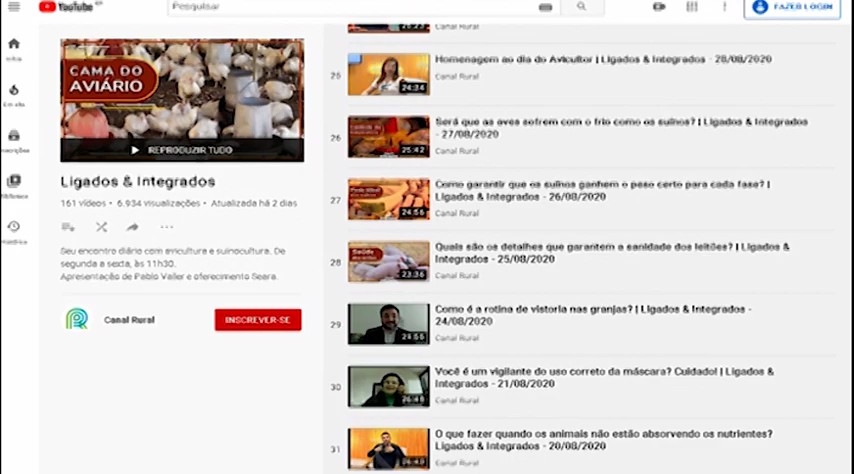 YouTube
Pesquisar
FAZER LOGIN
CAMA DO
AVIÁRIO
REPRODUZIR TUDO
Ligados & Integrados
161 vídeos • 6.934 visualizações • Atualizada há 2 dias
Seu encontro diário com avicultura e suinocultura. De
segunda a sexta, às 11h30.
Apresentação de Pablo Valler e oferecimento Seara.
Canal Rural
INSCREVER-SE
25
24:34
Homenagem ao dia do Avicultor | Ligados & Integrados - 28/08/2020
Canal Rural
26
25:42
Será que as aves sofrem com o frio como os suínos? | Ligados & Integrados
- 27/08/2020
Canal Rural
27
24:56
Como garantir que os suínos ganhem o peso certo para cada fase? |
Ligados & Integrados - 26/08/2020
Canal Rural
28
Saúde
23:36
Quais são os detalhes que garantem a sanidade dos leitões? | Ligados &
Integrados - 25/08/2020
Canal Rural
29
Como é a rotina de vistoria nas granjas? | Ligados & Integrados -
24/08/2020
Canal Rural
30
Você é um vigilante do uso correto da máscara? Cuidado! | Ligados &
Integrados - 21/08/2020
Canal Rural
31
O que fazer quando os animais não estão absorvendo os nutrientes? |
Ligados & Integrados - 20/08/2020
Canal Rural